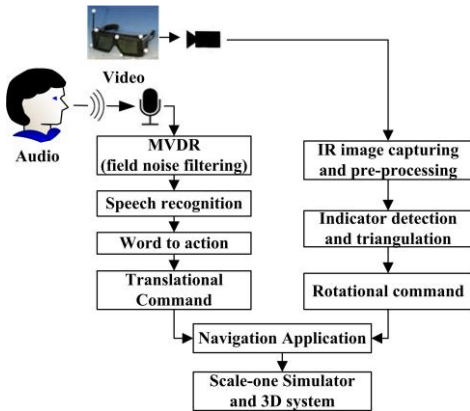 Video
Audio
MVDR
(field noise filtering)
Speech recognition
Word to action
Translational
Command
IR image capturing
and pre-processing
Indicator detection
and triangulation
Rotational command
Navigation Application
Scale-one Simulator
and 3D system